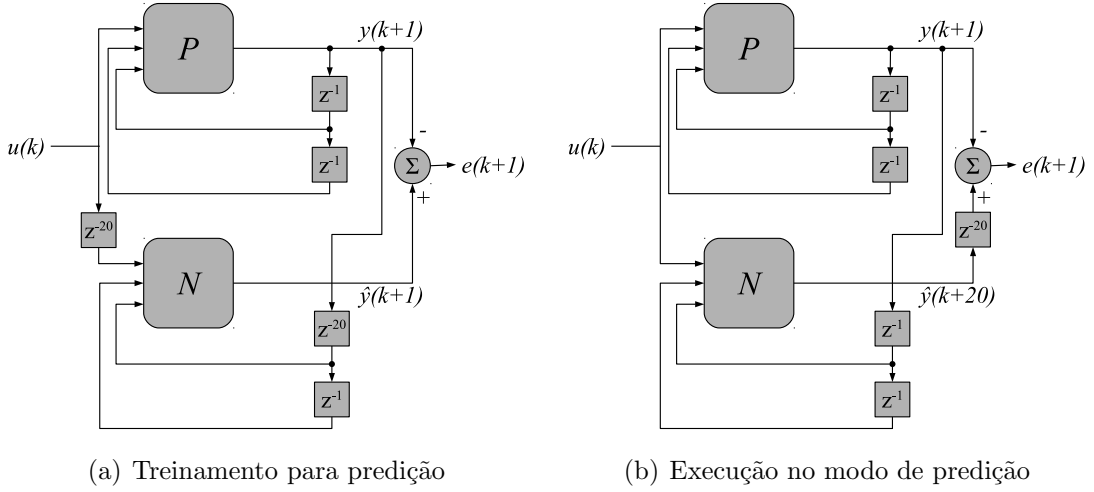 P
y(k+1)
z-1
-
u(k)
z-1
Σ
e(k+1)
+
z-20
N
ŷ(k+1)
z-20
z-1
(a) Treinamento para predição
P
y(k+1)
z-1
-
u(k)
z-1
Σ
e(k+1)
+
z-20
N
ŷ(k+20)
z-1
z-1
(b) Execução no modo de predição